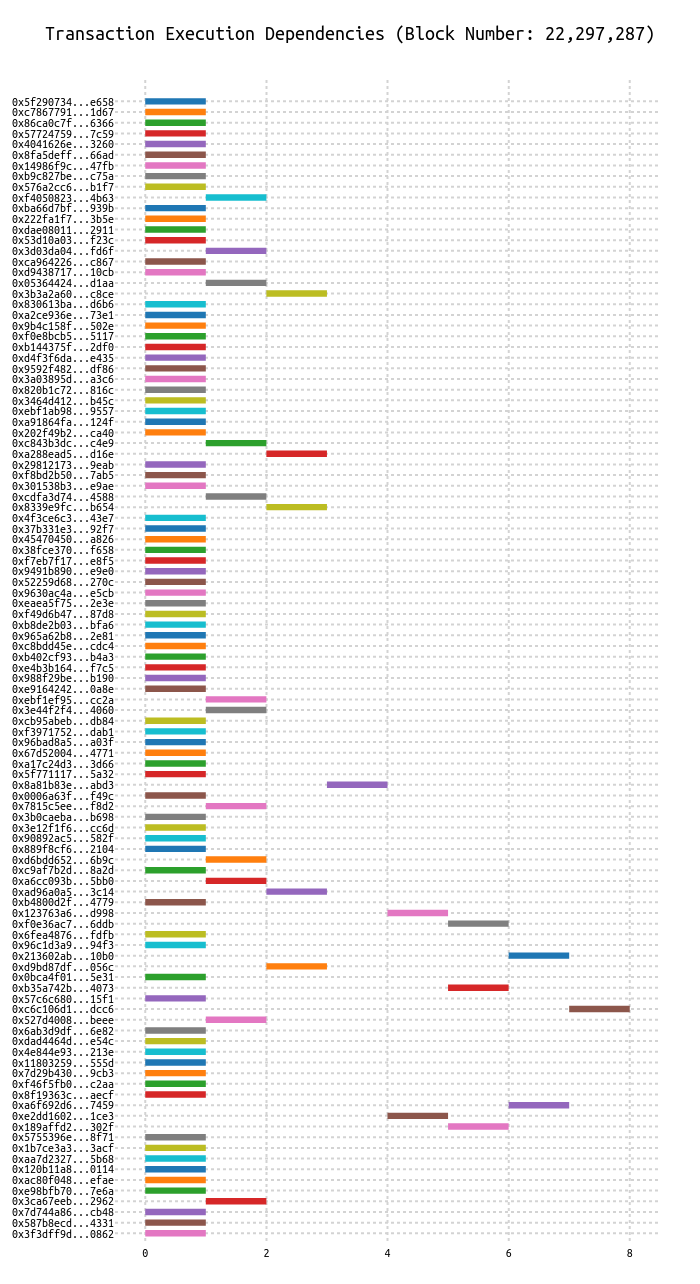 Transaction Execution Dependencies (Block Number: 22,297,287)
0x5f290734...e658
0xc7867791...1d67
0x86ca0c7f...6366
0x57724759...7c59
0x4041626e...3260
0x8fa5deff...66ad
0x14986f9c...47fb
0xb9c827be...c75a
0x576a2cc6...b1f7
0xf4050823...4b63
0xba66d7bf...939b
0x222fa1f7...3b5e
0xdae08011...2911
0x53d10a03...f23c
0x3d03da04...fd6f
0xca964226...c867
0xd9438717...10cb
0x05364424...d1aa
0x3b3a2a60...c8ce
0x830613ba...d6b6
0xa2ce936e...73e1
0x9b4c158f...502e
0xf0e8bcb5...5117
0xb144375f...2df0
0xd4f3f6da...e435
0x9592f482...df86
0x3a03895d...a3c6
0x820b1c72...816c
0x3464d412...b45c
0xebf1ab98...9557
0xa91864fa...124f
0x202f49b2...ca40
0xc843b3dc...c4e9
0xa288ead5...d16e
0x29812173...9eab
0xf8bd2b50...7ab5
0x301538b3...e9ae
0xcdfa3d74...4588
0x8339e9fc...b654
0x4f3ce6c3...43e7
0x37b331e3...92f7
0x45470450...a826
0x38fce370...f658
0xf7eb7f17...e8f5
0x9491b890...e9e0
0x52259d68...270c
0x9630ac4a...e5cb
0xeaea5f75...2e3e
0xf49d6b47...87d8
0xb8de2b03...bfa6
0x965a62b8...2e81
0xc8bdd45e...cdc4
0xb402cf93...b4a3
0xe4b3b164...f7c5
0x988f29be...b190
0xe9164242...0a8e
0xebf1ef95...cc2a
0x3e44f2f4...4060
0xcb95abeb...db84
0xf3971752...dab1
0x96bad8a5...a03f
0x67d52004...4771
0xa17c24d3...3d66
0x5f771117...5a32
0x8a81b83e...abd3
0x0006a63f...f49c
0x7815c5ee...f8d2
0x3b0caeba...b698
0x3e12f1f6...cc6d
0x90892ac5...582f
0x889f8cf6...2104
0xd6bdd652...6b9c
0xc9af7b2d...8a2d
0xa6cc093b...5bb0
0xad96a0a5...3c14
0xb4800d2f...4779
0x123763a6...d998
0xf0e36ac7...6ddb
0x6fea4876...fdfb
0x96c1d3a9...94f3
0x213602ab...10b0
0xd9bd87df...056c
0x0bca4f01...5e31
0xb35a742b...4073
0x57c6c680...15f1
0xc6c106d1...dcc6
0x527d4008...beee
0x6ab3d9df...6e82
0xdad4464d...e54c
0x4e844e93...213e
0x11803259...555d
0x7d29b430...9cb3
0xf46f5fb0...c2aa
0x8f19363c...aecf
0xa6f692d6...7459
0xe2dd1602...1ce3
0x189affd2...302f
0x5755396e...8f71
0x1b7ce3a3...3acf
0xaa7d2327...5b68
0x120b11a8...0114
0xac80f048...efae
0xe98bfb70...7e6a
0x3ca67eeb...2962
0x7d744a86...cb48
0x587b8ecd...4331
0x3f3dff9d...0862
0 2 4 6 8